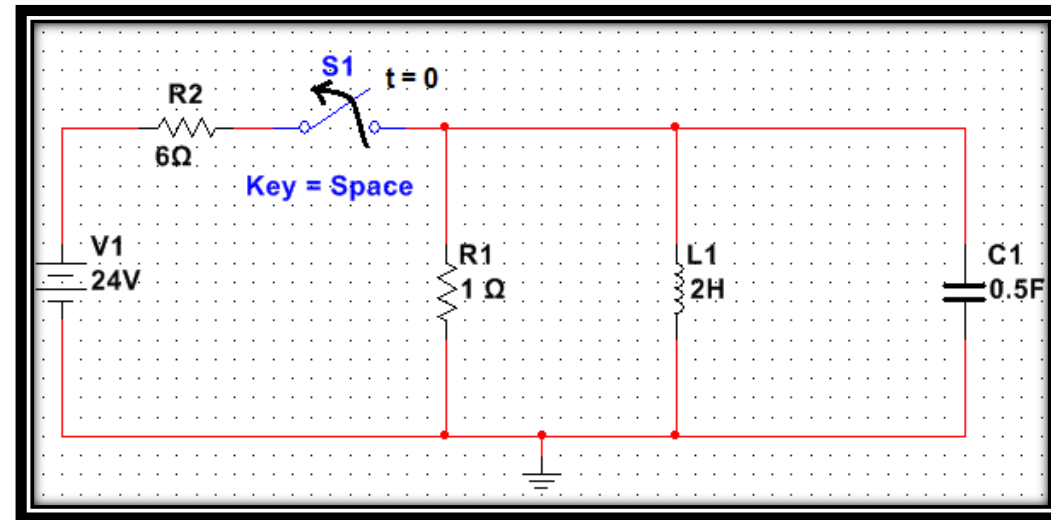 S1
t = 0
R2
6Ω
Key = Space
V1
24V
R1
1 Ω
L1
2H
C1
0.5F